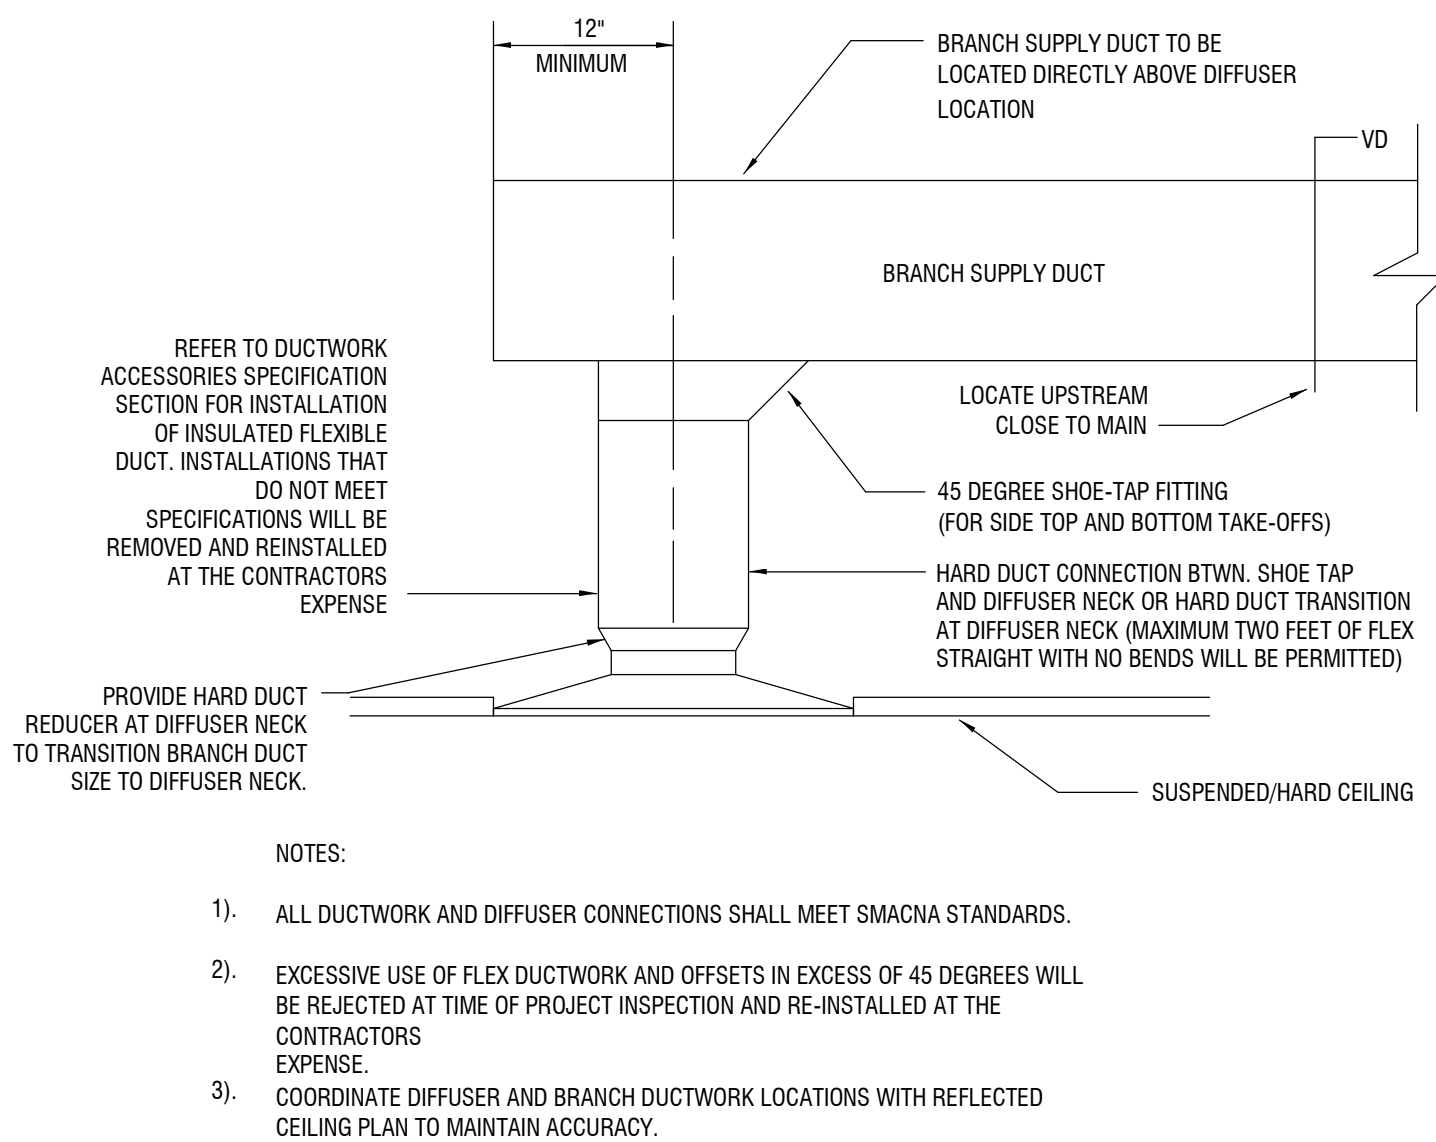 12"
MINIMUM
BRANCH SUPPLY DUCT TO BE
LOCATED DIRECTLY ABOVE DIFFUSER
LOCATION
VD
BRANCH SUPPLY DUCT
REFER TO DUCTWORK
ACCESSORIES SPECIFICATION
SECTION FOR INSTALLATION
OF INSULATED FLEXIBLE
DUCT. INSTALLATIONS THAT
DO NOT MEET
SPECIFICATIONS WILL BE
REMOVED AND REINSTALLED
AT THE CONTRACTORS
EXPENSE
LOCATE UPSTREAM
CLOSE TO MAIN
45 DEGREE SHOE-TAP FITTING
(FOR SIDE TOP AND BOTTOM TAKE-OFFS)
HARD DUCT CONNECTION BTWN. SHOE TAP
AND DIFFUSER NECK OR HARD DUCT TRANSITION
AT DIFFUSER NECK (MAXIMUM TWO FEET OF FLEX
STRAIGHT WITH NO BENDS WILL BE PERMITTED)
PROVIDE HARD DUCT
REDUCER AT DIFFUSER NECK
TO TRANSITION BRANCH DUCT
SIZE TO DIFFUSER NECK.
SUSPENDED/HARD CEILING
NOTES:
1). ALL DUCTWORK AND DIFFUSER CONNECTIONS SHALL MEET SMACNA STANDARDS.
2). EXCESSIVE USE OF FLEX DUCTWORK AND OFFSETS IN EXCESS OF 45 DEGREES WILL
BE REJECTED AT TIME OF PROJECT INSPECTION AND RE-INSTALLED AT THE
CONTRACTORS
EXPENSE.
3). COORDINATE DIFFUSER AND BRANCH DUCTWORK LOCATIONS WITH REFLECTED
CEILING PLAN TO MAINTAIN ACCURACY.